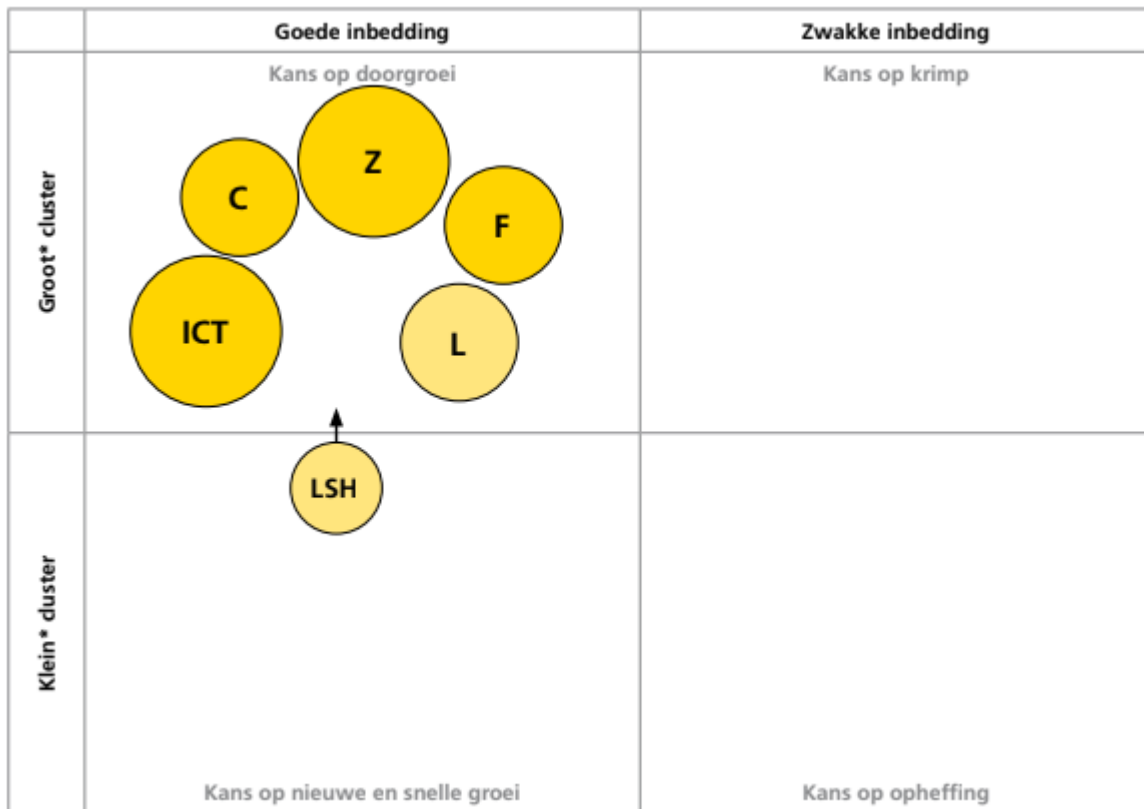 Goede inbedding
Zwakke inbedding
Groot* cluster
Kans op doorgroei
Kans op krimp
Z
C
F
ICT
L
Klein* duster
LSH
Kans op nieuwe en snelle groei
Kans op opheffing